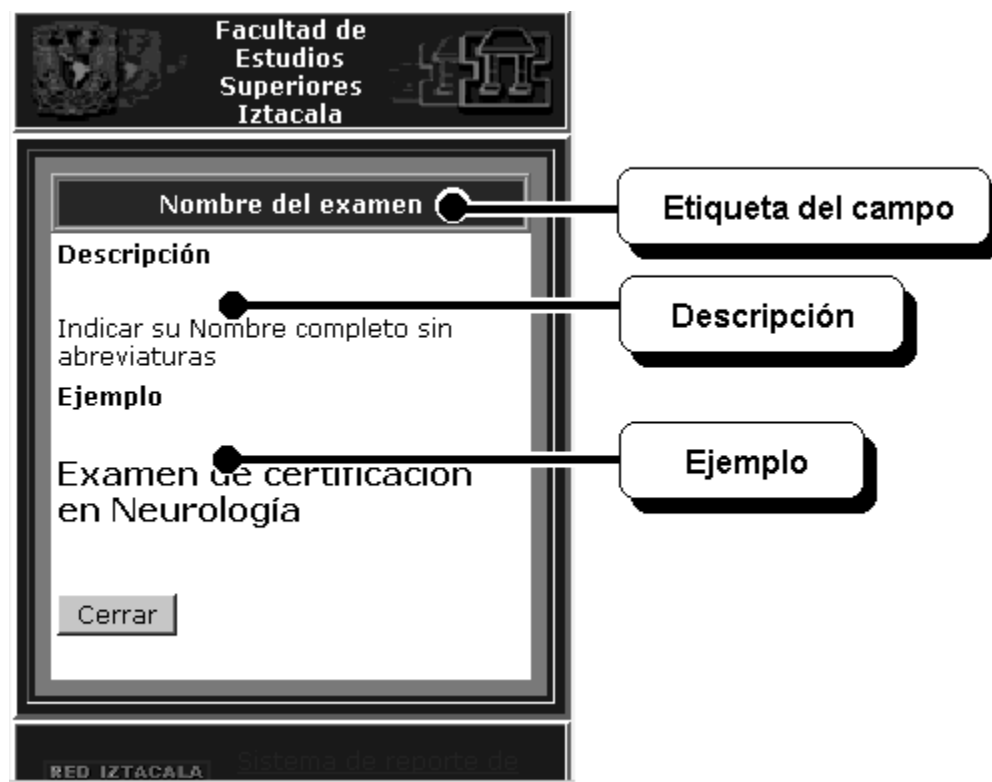 Facultad de
Estudios
Superiores
Iztacala
Nombre del examen
Etiqueta del campo
Descripción
Descripción
Indicar su Nombre completo sin
abreviaturas
Ejemplo
Ejemplo
Examen de certificación
en Neurología
Cerrar
RED IZTACALA
Sistema de reporte de